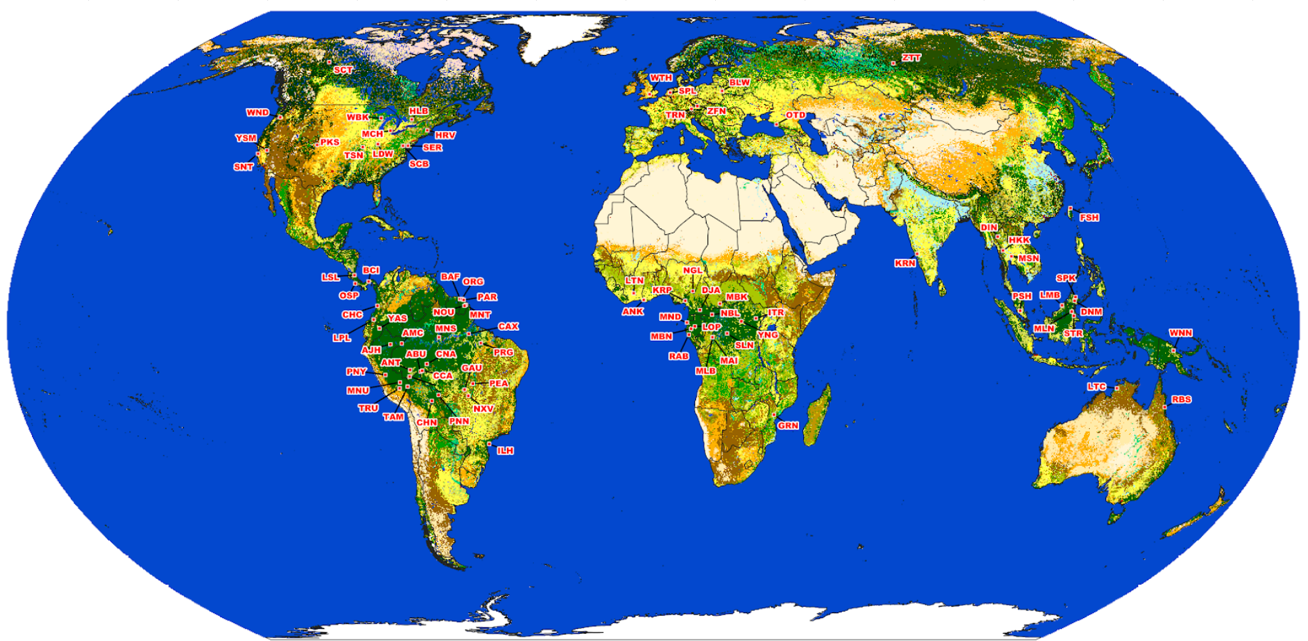 SCT
ZTT
WTH
BLW
SPL
WND
HLB
WBK
TRN
ZFN
OTD
MCH
YSM
HRV
PKS
SER
TSN
LDW
SNT
SCB
FSH
DIN
HKK
KRN
MSN
LSL
BCI
BAF
ORG
NGL
LTN
SPK
OSP
PAR
KRP
DJA
MBK
PSH
LMB
CHC
NOU
MNT
ANK
NBL
ITR
DNM
YAS
MND
LPL
AMC
MNS
CAX
LOP
YNG
MLN
STR
WNN
MBN
AJH
ABU
CNA
PRG
RAB
SLN
MAI
ANT
GAU
PNY
CCA
MLB
PEA
LTC
MNU
RBS
TRU
NXV
TAM
CHN
PNN
GRN
ILH